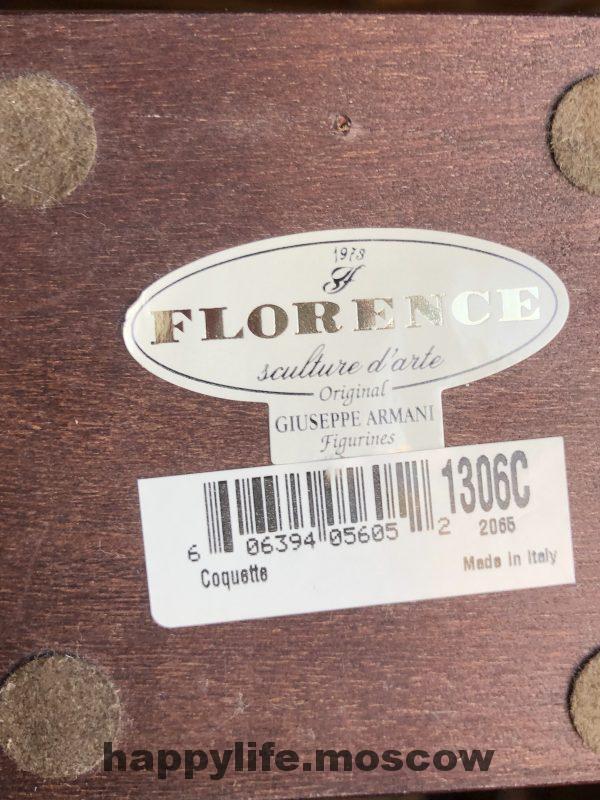 1973
FLORENCE
sculture d'arte
Original
GIUSEPPE ARMANI
Figurines
1306C
6 06394 05605 2
2065
Coquette
Made in Italy
happylife.moscow